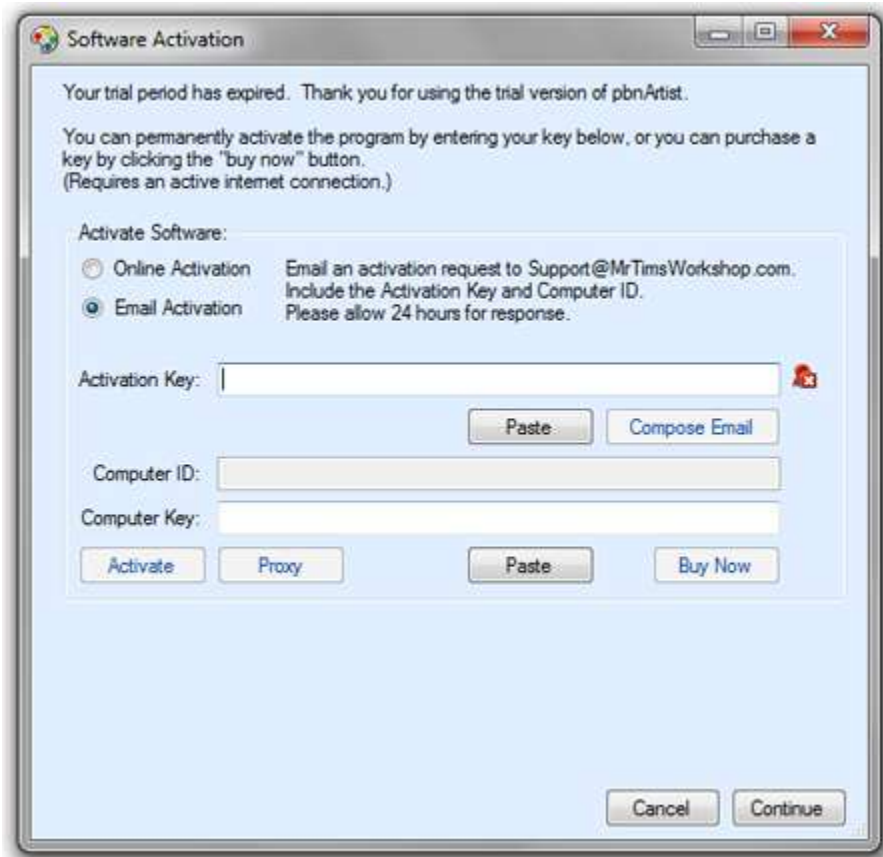 Software Activation
Your trial period has expired. Thank you for using the trial version of pbnArtist.
You can permanently activate the program by entering your key below, or you can purchase a
key by clicking the "buy now" button.
(Requires an active internet connection.)
Activate Software:
Online Activation
Email Activation
Email an activation request to Support@MrTimsWorkshop.com.
Include the Activation Key and Computer ID.
Please allow 24 hours for response.
Activation Key:
Paste Compose Email
Computer ID:
Computer Key:
Activate Proxy Paste Buy Now
Cancel Continue